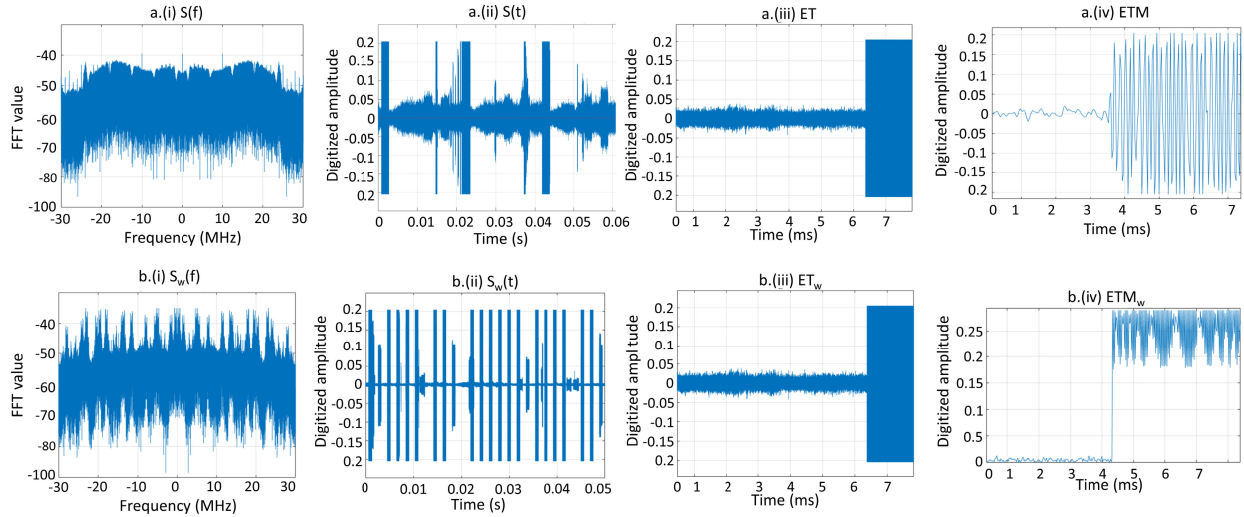 a.(i) S(f)
FFT value
-40
-50
-60
-70
-80
-100
-30 -20 -10 0 10 20 30
Frequency (MHz)
a.(ii) S(t)
Digitized amplitude
0.2
0.15
0.1
0.05
0
-0.05
-0.1
-0.15
0.2
0 0.01 0.02 0.03 0.04 0.05 0.06
Time (s)
a.(iii) ET
Digitized amplitude
0.2
0.15
0.1
0.05
0
-0.05
-0.1
-0.15
0.2
0 1 2 3 4 5 6 7
Time (ms)
a.(iv) ETM
Digitized amplitude
0.2
0.15
0.1
0.05
0
-0.05
-0.1
-0.15
0.2
0 1 2 3 4 5 6 7
Time (ms)
b.(i) Sw(f)
FFT value
-40
-50
-60
-70
-80
-100
-30 -20 -10 0 10 20 30
Frequency (MHz)
b.(ii) Sw(t)
Digitized amplitude
0.2
0.15
0.1
0.05
0
-0.05
-0.1
-0.15
0.2
0 0.01 0.02 0.03 0.04 0.05
Time (s)
b.(iii) ETw
Digitized amplitude
0.2
0.15
0.1
0.05
0
-0.05
-0.1
-0.15
0.2
0 1 2 3 4 5 6 7
Time (ms)
b.(iv) ETMw
Digitized amplitude
0.25
0.2
0.15
0.1
0.5
0
0 1 2 3 4 5 6 7
Time (ms)